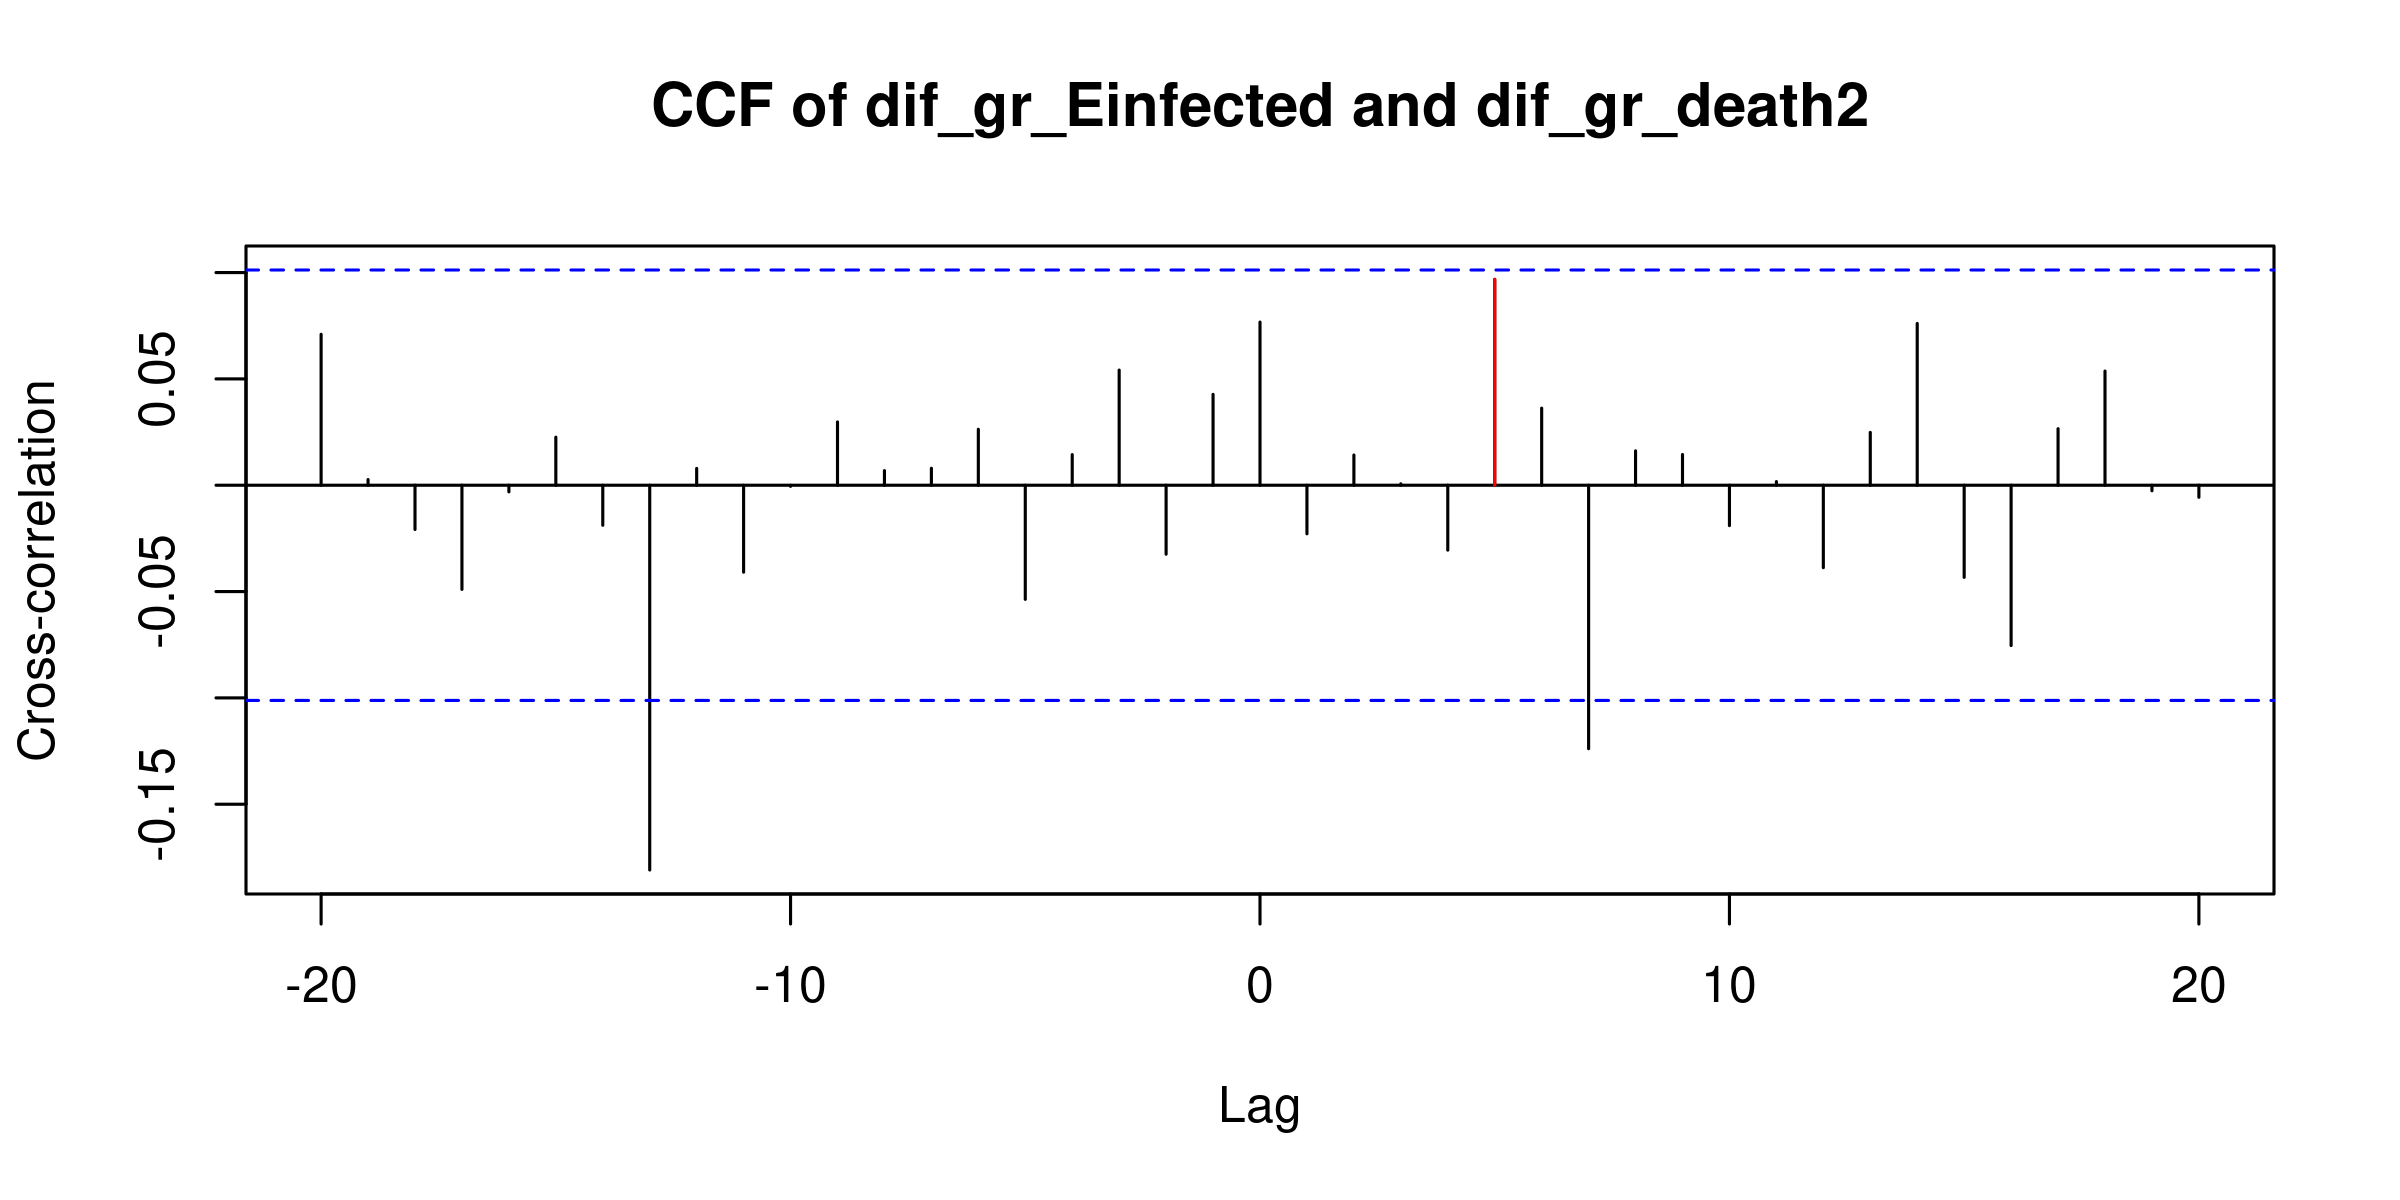 CCF of dif_gr_Einfected and dif_gr_death2
Cross-correlation
0.05
-0.05
-0.15
-20
-10
0
10
20
Lag